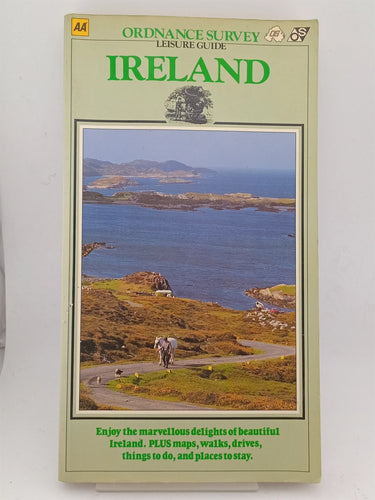 AA
ORDNANCE SURVEY
LEISURE GUIDE
IRELAND
Enjoy the marvellous delights of beautiful
Ireland. PLUS maps, walks, drives,
things to do, and places to stay.